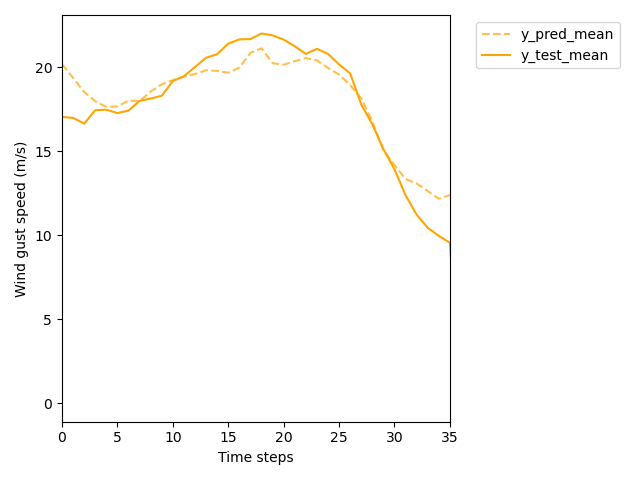 y_pred_mean
y_test_mean
Wind gust speed (m/s)
20
15
10
5
0
0 5 10 15 20 25 30 35
Time steps